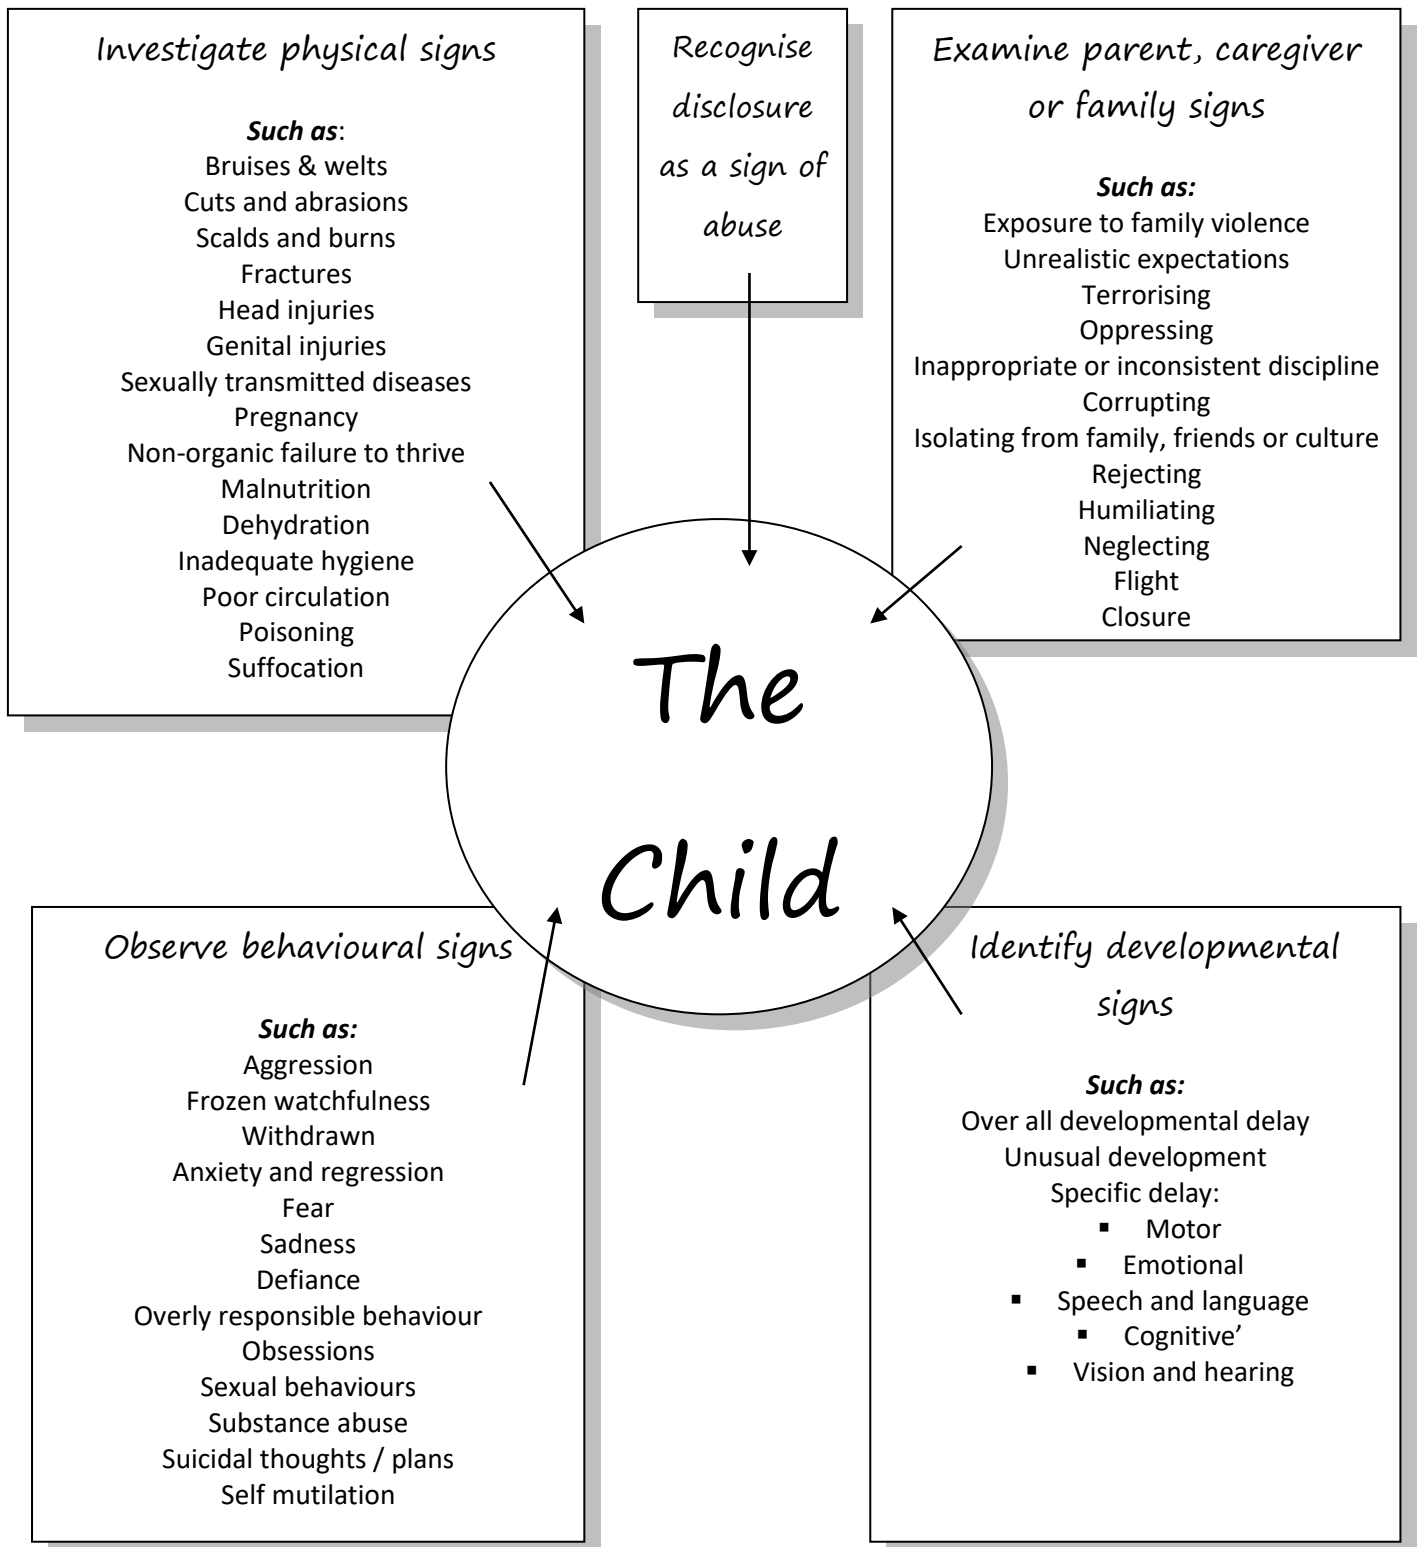 Investigate physical signs
Such as:
Bruises & welts
Cuts and abrasions
Scalds and burns
Fractures
Head injuries
Genital injuries
Sexually transmitted diseases
Pregnancy
Non-organic failure to thrive
Malnutrition
Dehydration
Inadequate hygiene
Poor circulation
Poisoning
Suffocation
Recognise
disclosure
as a sign of
abuse
Examine parent, caregiver
or family signs
Such as:
Exposure to family violence
Unrealistic expectations
Terrorising
Oppressing
Inappropriate or inconsistent discipline
Corrupting
Isolating from family, friends or culture
Rejecting
Humiliating
Neglecting
Flight
Closure
The
Child
Observe behavioural signs
Such as:
Aggression
Frozen watchfulness
Withdrawn
Anxiety and regression
Fear
Sadness
Defiance
Overly responsible behaviour
Obsessions
Sexual behaviours
Substance abuse
Suicidal thoughts / plans
Self mutilation
Identify developmental
signs
Such as:
Over all developmental delay
Unusual development
Specific delay:
▪ Motor
▪ Emotional
▪ Speech and language
▪ Cognitive’
▪ Vision and hearing